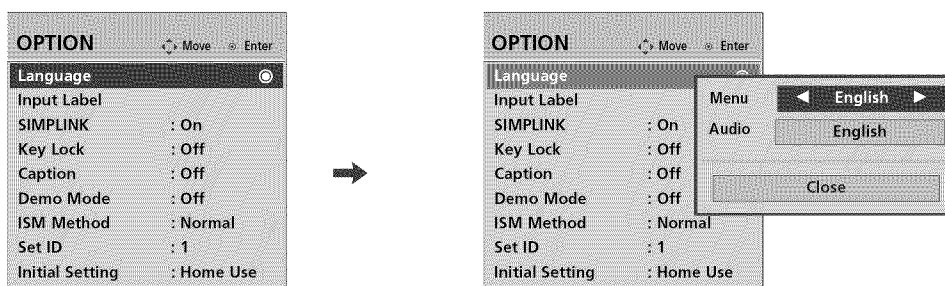 OPTION Move Enter
Language
Input Label
SIMPLINK : On
Key Lock : Off
Caption : Off
Demo Mode : Off
ISM Method : Normal
Set ID : 1
Initial Setting : Home Use
OPTION Move Enter
Language
Input Label
SIMPLINK : On
Key Lock : Off
Caption : Off
Demo Mode : Off
ISM Method : Normal
Set ID : 1
Initial Setting : Home Use
Menu ◀ English ▶
Audio English
Close